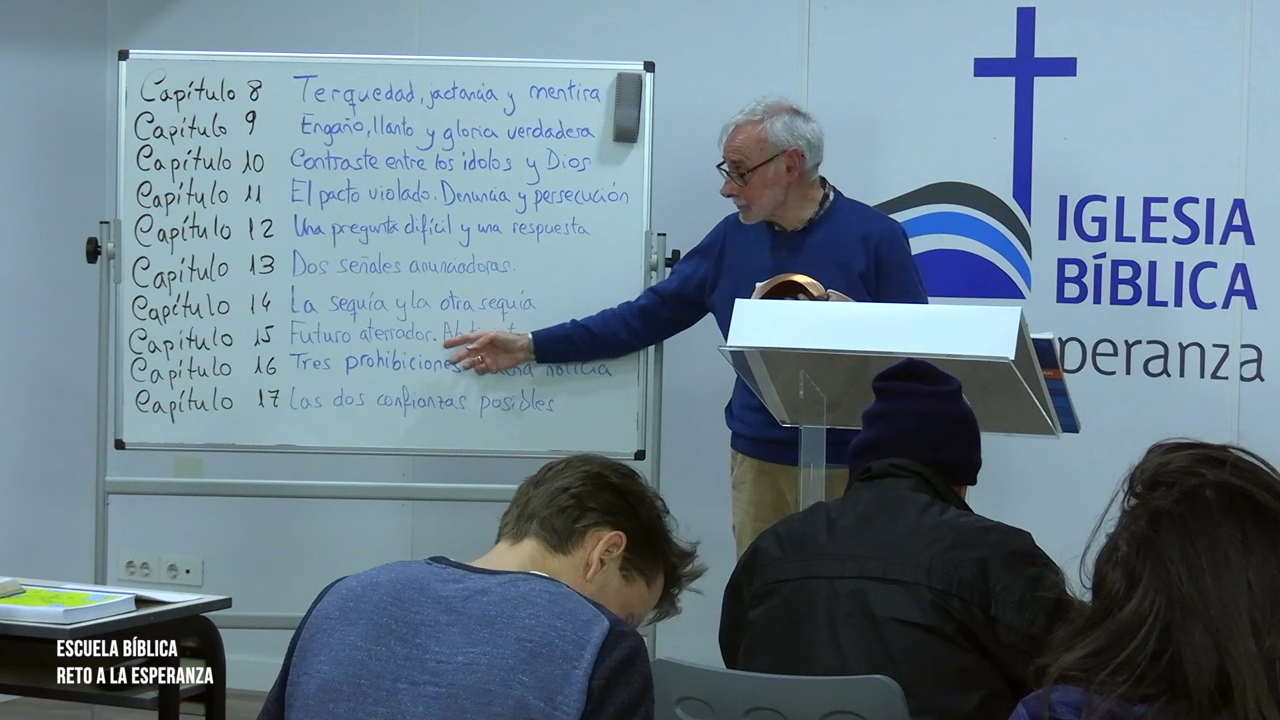 Capítulo 8 Terquedad, jactancia y mentira
Capítulo 9 Engaño, llanto y gloria verdadera
Capítulo 10 Contraste entre los ídolos y Dios
Capítulo 11 El pacto violado. Denuncia y persecución
Capítulo 12 Una pregunta difícil y una respuesta
Capítulo 13 Dos señales anunciadoras.
Capítulo 14 La sequía y la otra sequía
Capítulo 15 Futuro aterrador.
Capítulo 16 Tres prohibiciones noticia
Capítulo 17 Las dos confianzas posibles
IGLESIA
BÍBLICA
peranza
ESCUELA BÍBLICA
RETO A LA ESPERANZA